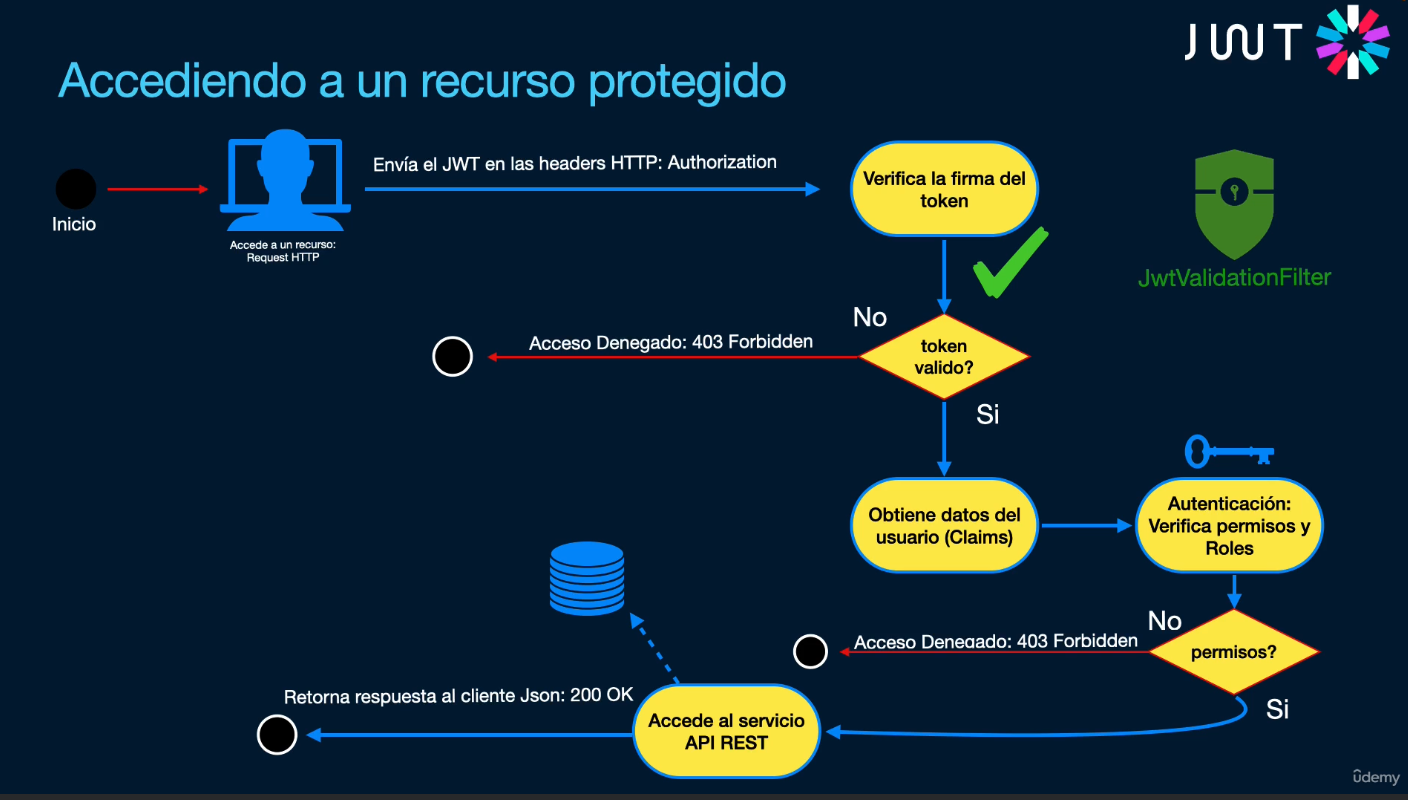 JWT
Accediendo a un recurso protegido
Envía el JWT en las headers HTTP: Authorization
Verifica la firma del
token
Inicio
Accede a un recurso:
Request HTTP
JwtValidationFilter
No
Acceso Denegado: 403 Forbidden
token
valido?
Si
Obtiene datos del
usuario (Claims)
Autenticación:
Verifica permisos y
Roles
No
Acceso Denegado: 403 Forbidden
permisos?
Si
Retorna respuesta al cliente Json: 200 OK
Accede al servicio
API REST
ûdemy